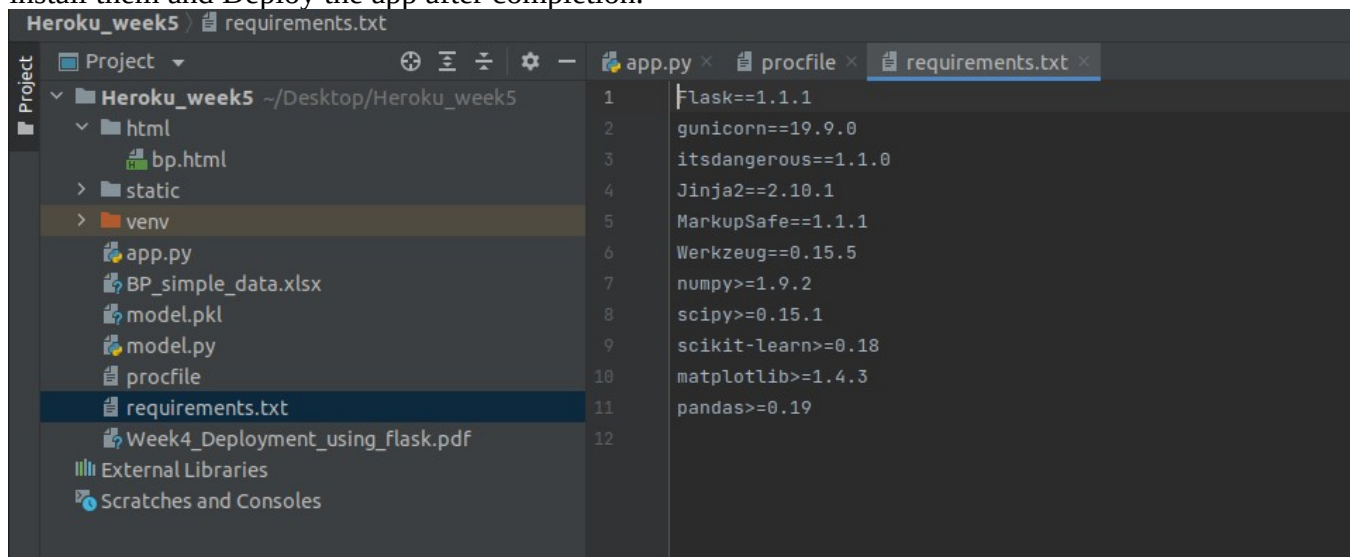 install them and Deploy the app after completion.
Heroku_week5 requirements.txt
Project
Project
app.py procfile requirements.txt
Heroku_week5 ~/Desktop/Heroku_week5
html
bp.html
static
venv
app.py
BP_simple_data.xlsx
model.pkl
model.py
procfile
requirements.txt
Week4_Deployment_using_flask.pdf
External Libraries
Scratches and Consoles
1 Flask==1.1.1
2 gunicorn==19.9.0
3 itsdangerous==1.1.0
4 Jinja2==2.10.1
5 MarkupSafe==1.1.1
6 Werkzeug==0.15.5
7 numpy>=1.9.2
8 scipy>=0.15.1
9 scikit-learn>=0.18
10 matplotlib>=1.4.3
11 pandas>=0.19
12